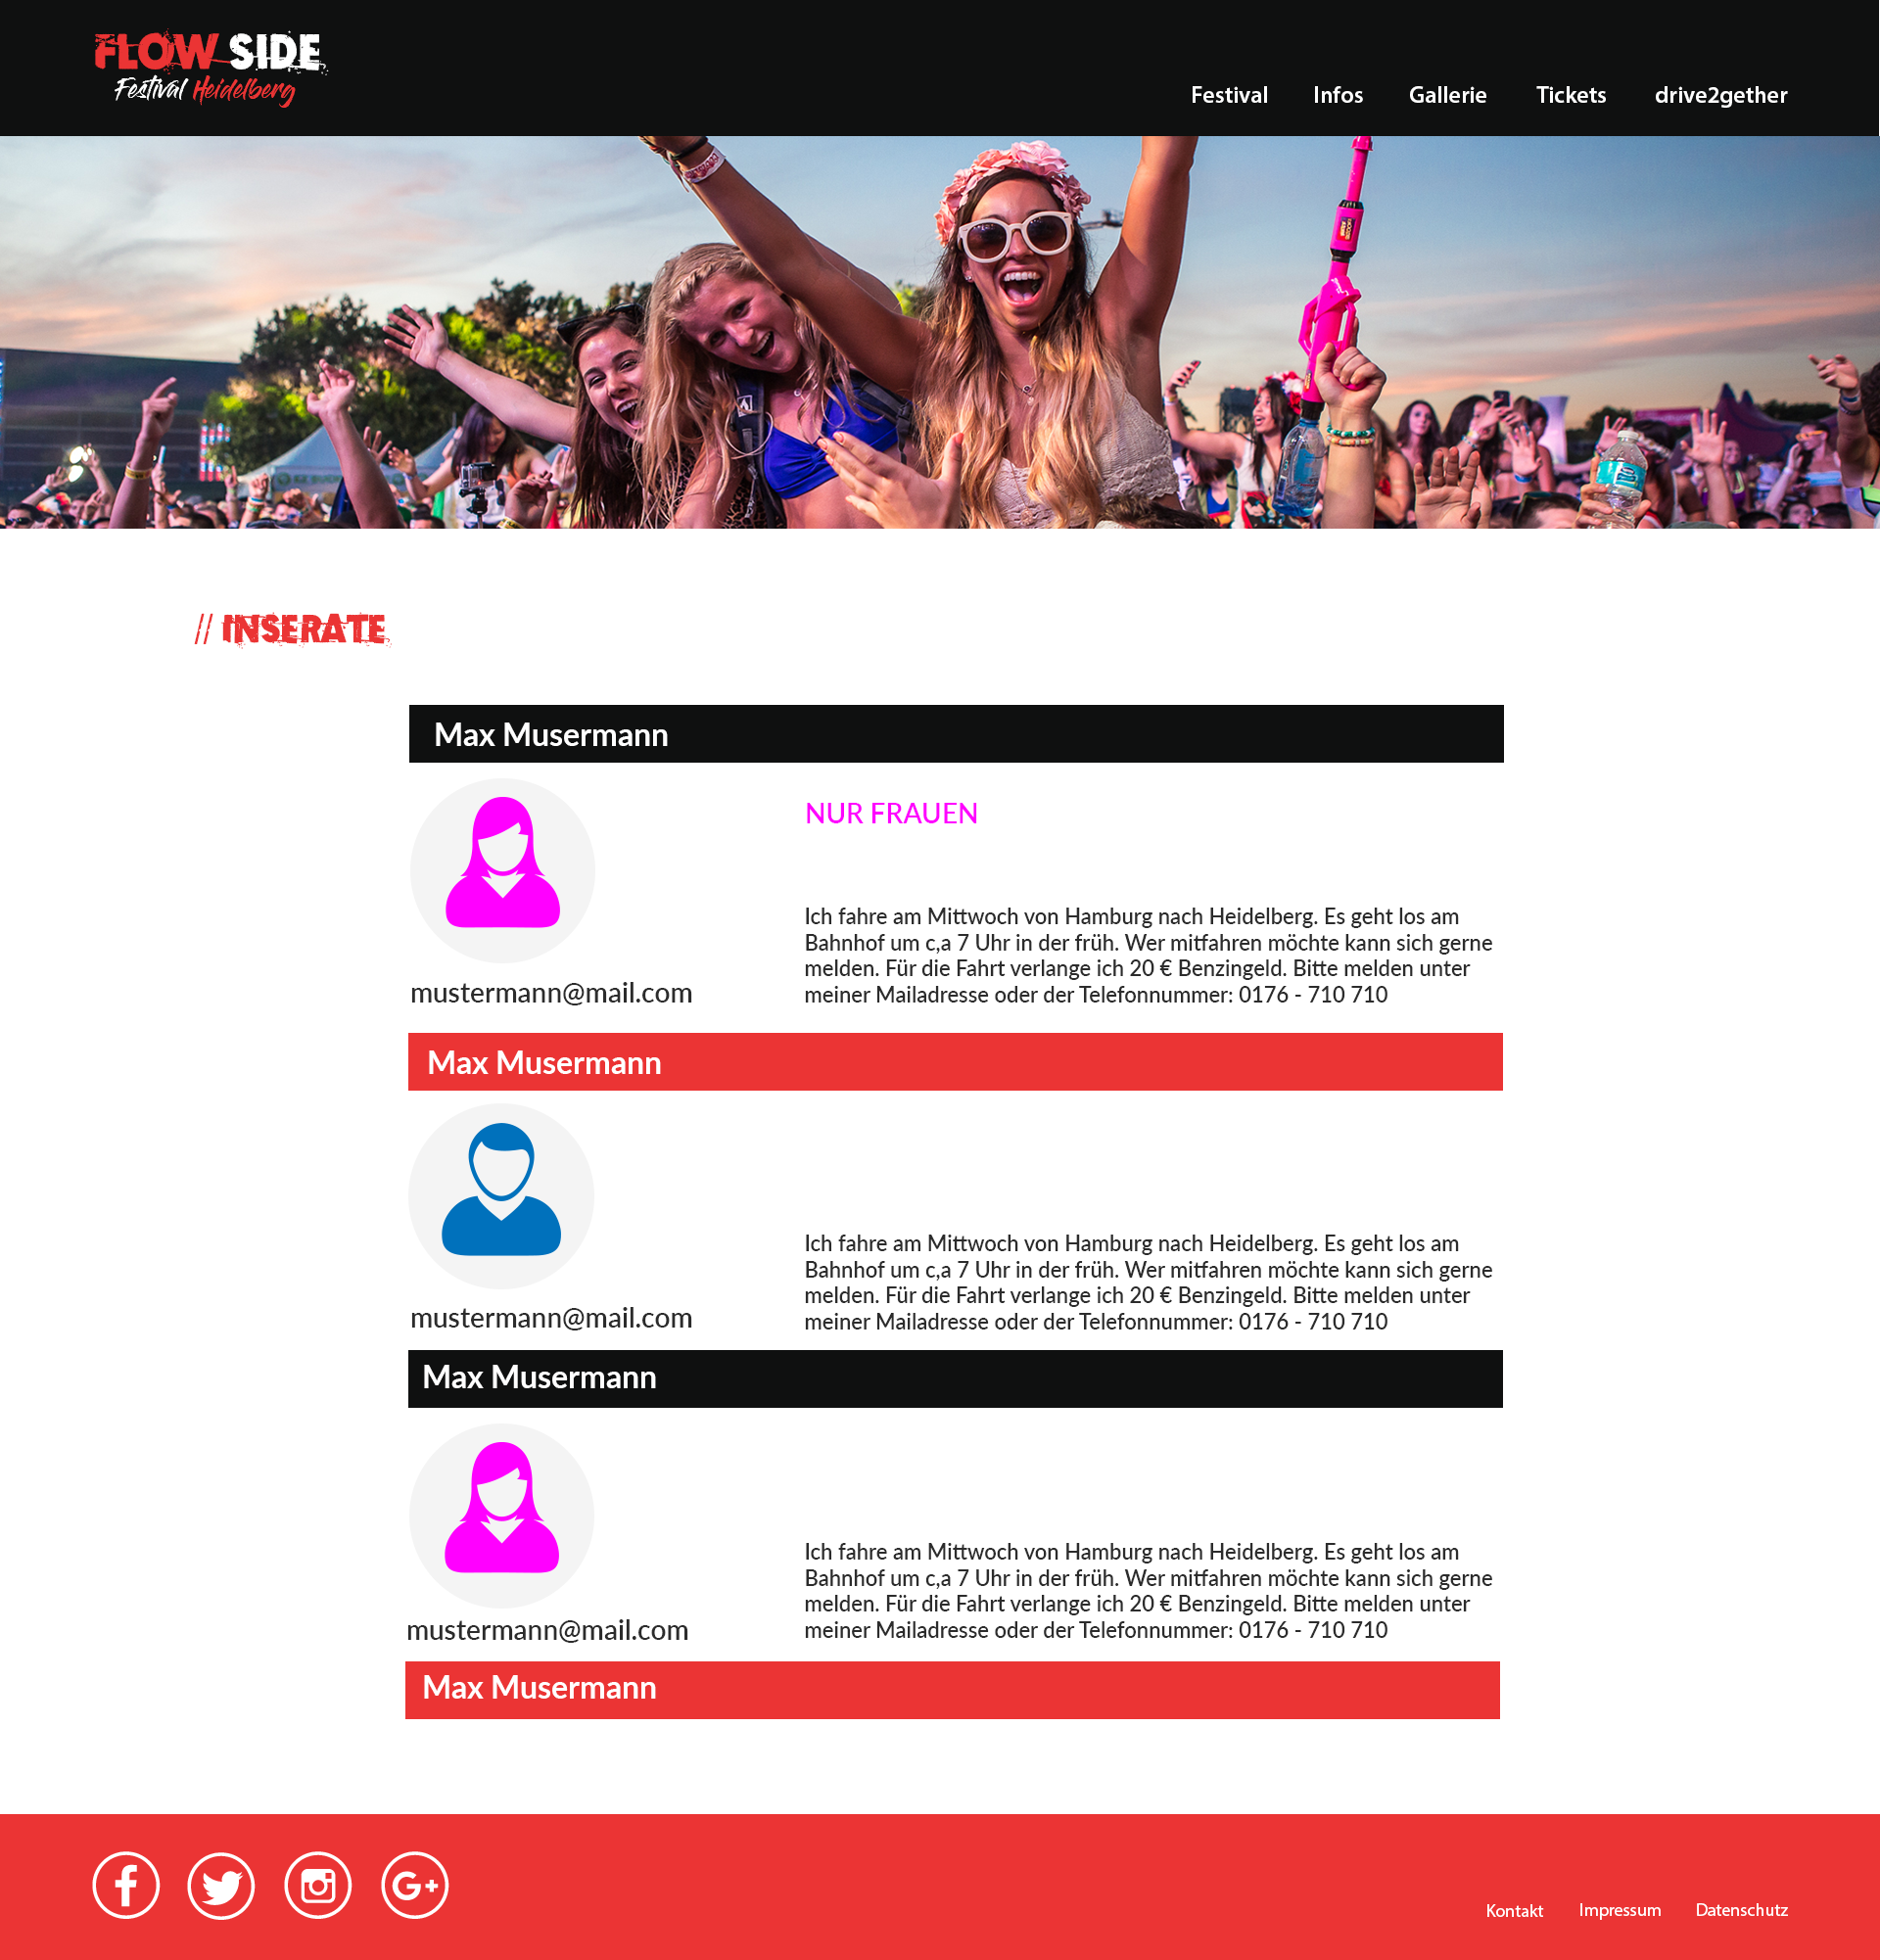 FLOW SIDE
Festival Heidelberg
Festival Infos Gallerie Tickets drive2gether
// INSERATE
Max Musermann
NUR FRAUEN
Ich fahre am Mittwoch von Hamburg nach Heidelberg. Es geht los am
Bahnhof um c,a 7 Uhr in der früh. Wer mitfahren möchte kann sich gerne
melden. Für die Fahrt verlange ich 20 € Benzingeld. Bitte melden unter
meiner Mailadresse oder der Telefonnummer: 0176 - 710 710
mustermann@mail.com
Max Musermann
Ich fahre am Mittwoch von Hamburg nach Heidelberg. Es geht los am
Bahnhof um c,a 7 Uhr in der früh. Wer mitfahren möchte kann sich gerne
melden. Für die Fahrt verlange ich 20 € Benzingeld. Bitte melden unter
meiner Mailadresse oder der Telefonnummer: 0176 - 710 710
mustermann@mail.com
Max Musermann
Ich fahre am Mittwoch von Hamburg nach Heidelberg. Es geht los am
Bahnhof um c,a 7 Uhr in der früh. Wer mitfahren möchte kann sich gerne
melden. Für die Fahrt verlange ich 20 € Benzingeld. Bitte melden unter
meiner Mailadresse oder der Telefonnummer: 0176 - 710 710
mustermann@mail.com
Max Musermann
f G+
Kontakt Impressum Datenschutz